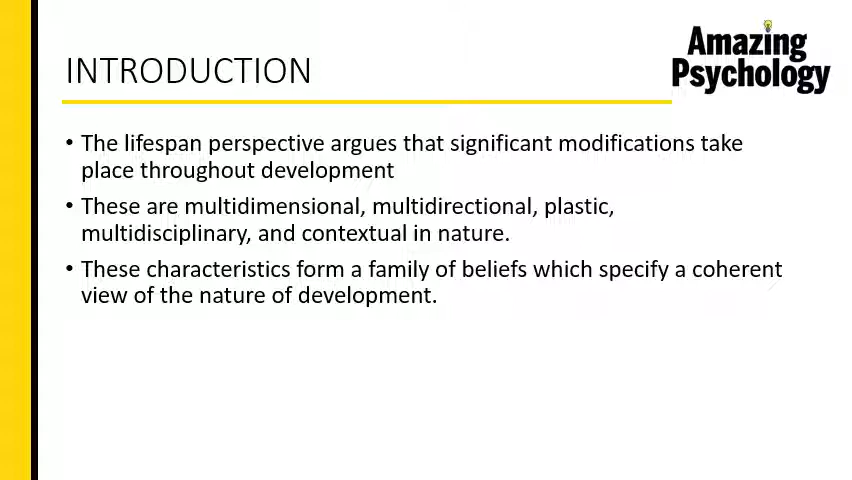 INTRODUCTION
Amazing
Psychology
• The lifespan perspective argues that significant modifications take
place throughout development
• These are multidimensional, multidirectional, plastic,
multidisciplinary, and contextual in nature.
• These characteristics form a family of beliefs which specify a coherent
view of the nature of development.